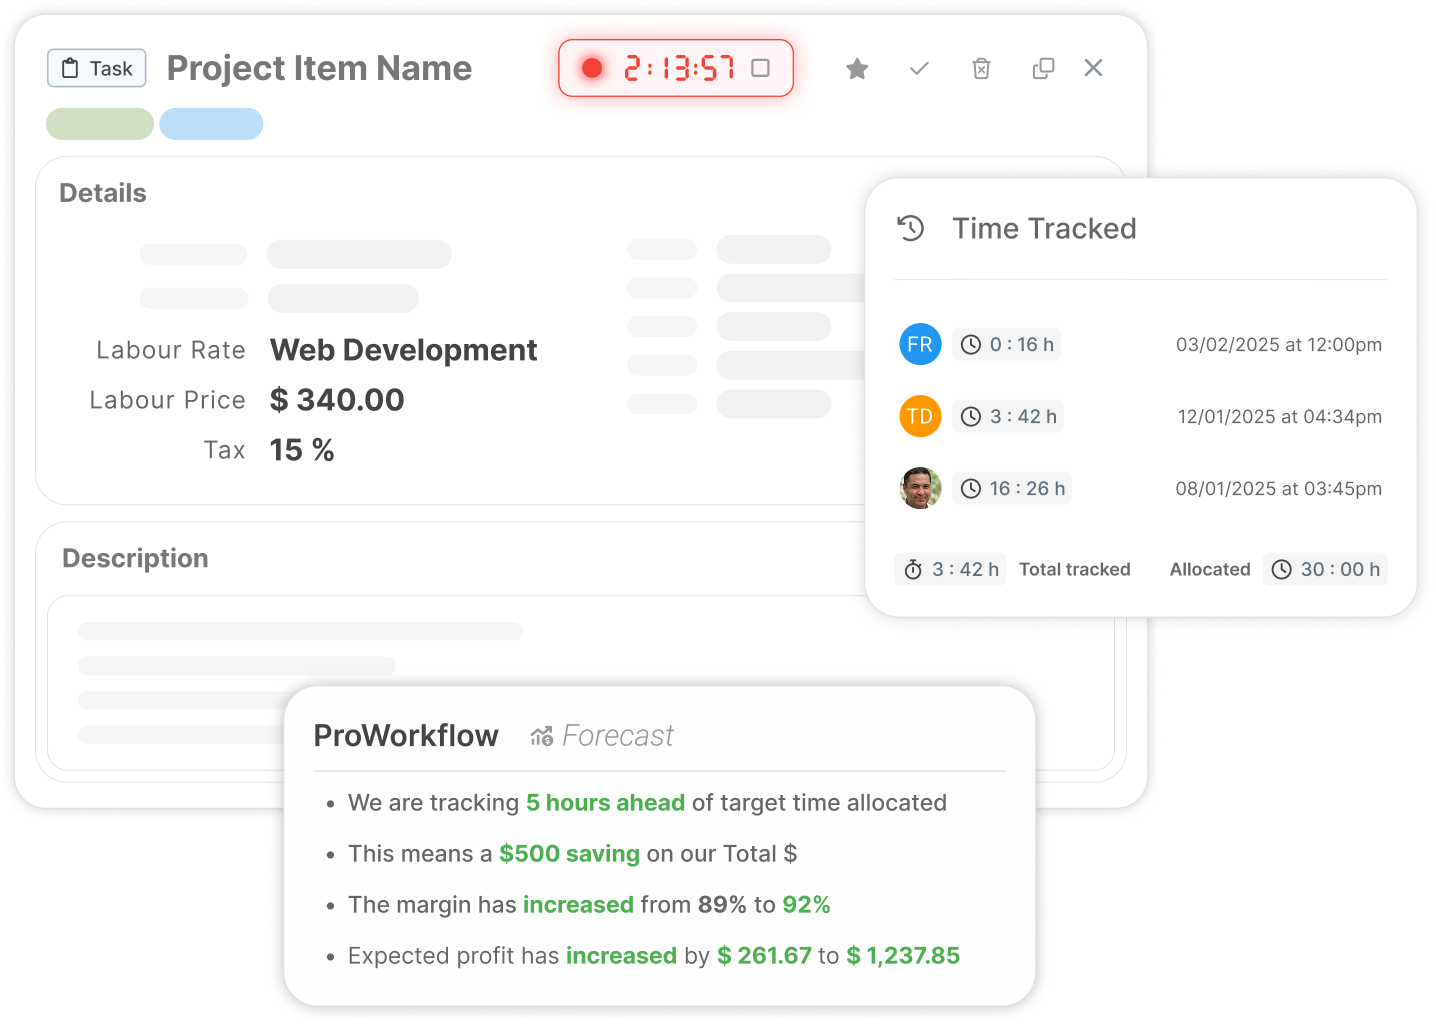 Task
Project Item Name
2:13:57
Details
Labour Rate Web Development
Labour Price $ 340.00
Tax 15 %
Time Tracked
FR 0 : 16 h 03/02/2025 at 12:00pm
TD 3 : 42 h 12/01/2025 at 04:34pm
16 : 26 h 08/01/2025 at 03:45pm
3 : 42 h Total tracked Allocated 30 : 00 h
Description
ProWorkflow Forecast
• We are tracking 5 hours ahead of target time allocated
• This means a $500 saving on our Total $
• The margin has increased from 89% to 92%
• Expected profit has increased by $ 261.67 to $ 1,237.85